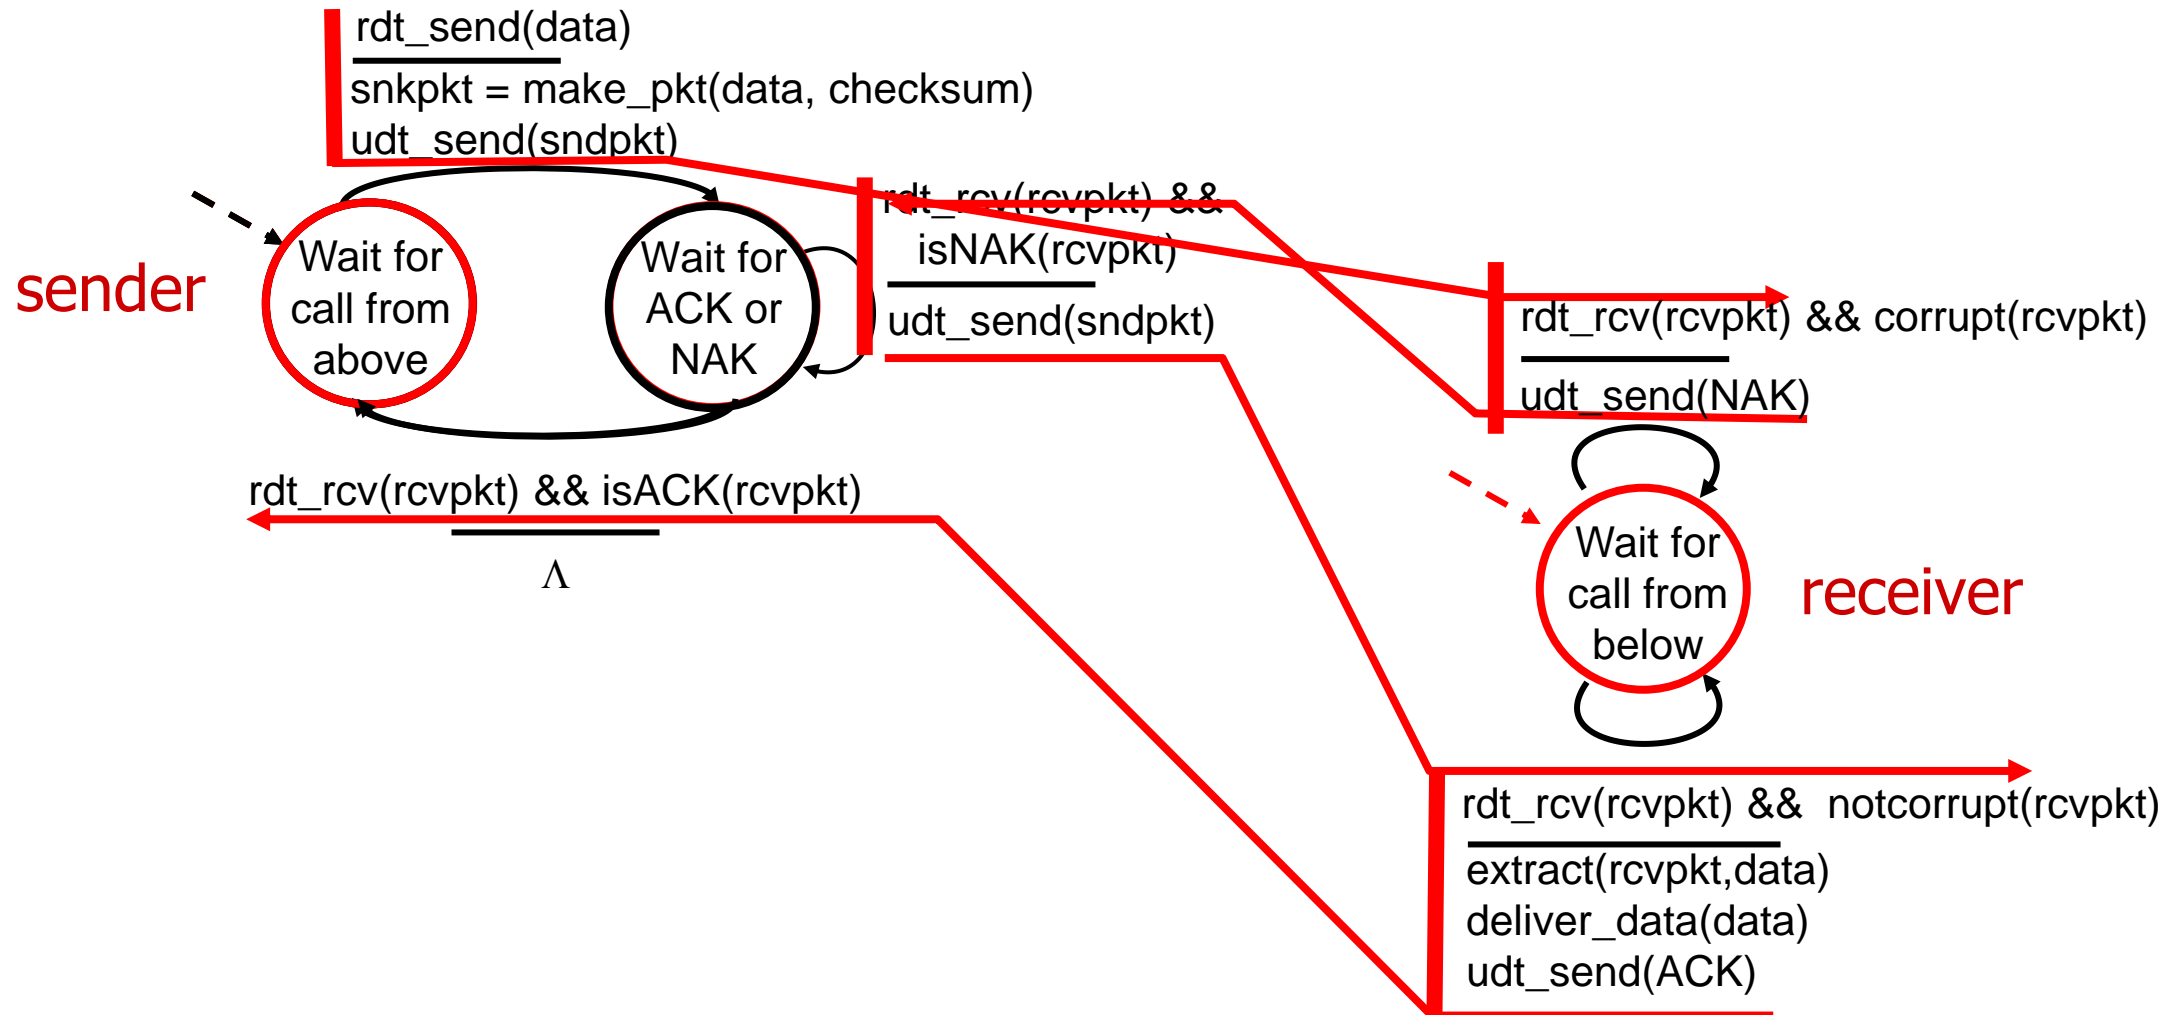 rdt_send(data)
snkpkt = make_pkt(data, checksum)
udt_send(sndpkt)
sender
Wait for
call from
above
Wait for
ACK or
NAK
rdt_rcv(rcvpkt) &&
isNAK(rcvpkt)
udt_send(sndpkt)
rdt_rcv(rcvpkt) && corrupt(rcvpkt)
udt_send(NAK)
rdt_rcv(rcvpkt) && isACK(rcvpkt)
Λ
Wait for
call from
below
receiver
rdt_rcv(rcvpkt) && notcorrupt(rcvpkt)
extract(rcvpkt,data)
deliver_data(data)
udt_send(ACK)